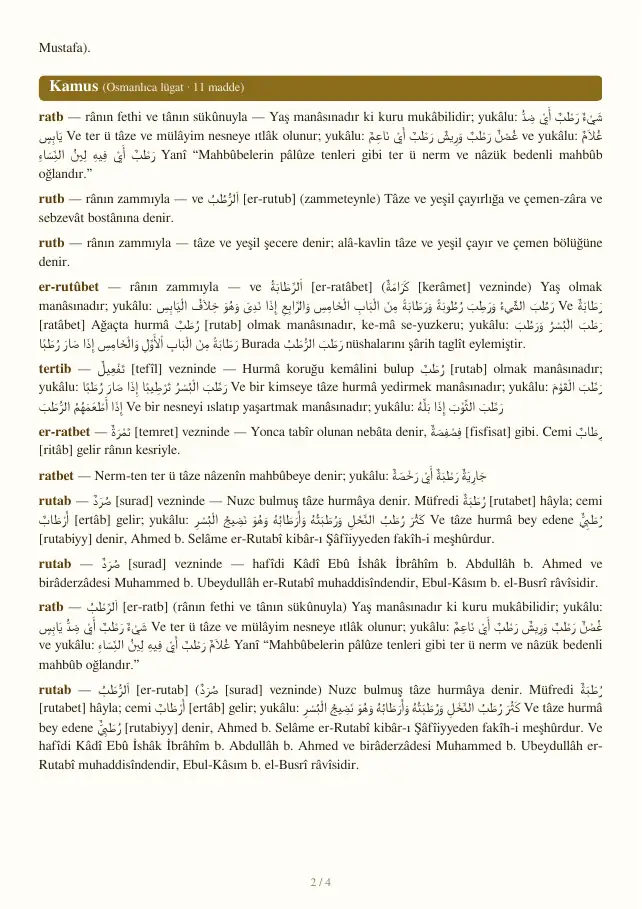 Mustafa).
Kamus (Osmanlıca lügat · 11 madde)
ratb — rânın fethi ve tânın sükûnuyla — Yaş manâsınadır ki kuru mukâbilidir; yukâlu: شَيْءٌ رَطْبٌ أَيْ ضِدُّ
يَابِسٍ Ve ter ü tâze ve mülâyim nesneye ıtlâk olunur; yukâlu: غُصْنٌ رَطْبٌ وَرِيشٌ رَطْبٌ أَيْ نَاعِمٌ ve yukâlu: غُلَامٌ
رَطْبٌ أَيْ فِيهِ لِينُ النِّسَاءِ Yanî “Mahbûbelerin pâlûze tenleri gibi ter ü nerm ve nâzük bedenli mahbûb
oğlandır.”
rutb — rânın zammıyla — ve اَلرُّطُبُ [er-rutub] (zammeteynle) Tâze ve yeşil çayırlığa ve çemen-zâra ve
sebzevât bostânına denir.
rutb — rânın zammıyla — tâze ve yeşil şecere denir; alâ-kavlin tâze ve yeşil çayır ve çemen bölüğüne
denir.
er-rutûbet — rânın zammıyla — ve اَلرَّطَابَةُ [er-ratâbet] (كَرَامَةٌ [kerâmet] vezninde) Yaş olmak
manâsınadır; yukâlu: رَطُبَ الشَّيْءُ وَرَطِبَ رُطُوبَةً وَرَطَابَةً مِنَ الْبَابِ الْخَامِسِ وَالرَّابِعِ إِذَا نَدِيَ وَهُوَ خِلَافُ الْيَابِسِ Ve رَطَابَةٌ
[ratâbet] Ağaçta hurmâ رُطَبٌ [rutab] olmak manâsınadır, ke-mâ se-yuzkeru; yukâlu: رَطَبَ الْبُسْرُ وَرَطُبَ
رَطَابَةً مِنَ الْبَابِ الْأَوَّلِ وَالْخَامِسِ إِذَا صَارَ رُطَبًا Burada رَطَبَ الرُّطَبُ nüshalarını şârih taglît eylemiştir.
tertib — تَفْعِيلٌ [tefîl] vezninde — Hurmâ koruğu kemâlini bulup رُطَبٌ [rutab] olmak manâsınadır;
yukâlu: رَطَّبَ الْبُسْرُ تَرْطِيبًا إِذَا صَارَ رُطَبًا Ve bir kimseye tâze hurmâ yedirmek manâsınadır; yukâlu: رَطَّبَ الْقَوْمَ
إِذَا أَطْعَمَهُمُ الرُّطَبَ Ve bir nesneyi ıslatıp yaşartmak manâsınadır; yukâlu: رَطَّبَ الثَّوْبَ إِذَا بَلَّهُ
er-ratbet — تَمْرَةٌ [temret] vezninde — Yonca tabîr olunan nebâta denir, فِصْفِصَةٌ [fisfisat] gibi. Cemi رِطَابٌ
[ritâb] gelir rânın kesriyle.
ratbet — Nerm-ten ter ü tâze nâzenîn mahbûbeye denir; yukâlu: جَارِيَةٌ رَطْبَةٌ أَيْ رَخْصَةٌ
rutab — صُرَدٌ [surad] vezninde — Nuzc bulmuş tâze hurmâya denir. Müfredi رُطَبَةٌ [rutabet] hâyla; cemi
أَرْطَابٌ [ertâb] gelir; yukâlu: كَثُرَ رُطَبُ النَّخْلِ وَرُطَبَتُهُ وَأَرْطَابُهُ وَهُوَ نَضِيجُ الْبُسْرِ Ve tâze hurmâ bey edene رُطَبِيٌّ
[rutabiyy] denir, Ahmed b. Selâme er-Rutabî kibâr-ı Şâfîiyyeden fakîh-i meşhûrdur.
rutab — صُرَدٌ [surad] vezninde — hafîdi Kâdî Ebû İshâk İbrâhîm b. Abdullâh b. Ahmed ve
birâderzâdesi Muhammed b. Ubeydullâh er-Rutabî muhaddisîndendir, Ebul-Kâsım b. el-Busrî râvîsidir.
ratb — اَلرَّطْبُ [er-ratb] (rânın fethi ve tânın sükûnuyla) Yaş manâsınadır ki kuru mukâbilidir; yukâlu:
شَيْءٌ رَطْبٌ أَيْ ضِدُّ يَابِسٍ Ve ter ü tâze ve mülâyim nesneye ıtlâk olunur; yukâlu: غُصْنٌ رَطْبٌ وَرِيشٌ رَطْبٌ أَيْ نَاعِمٌ
ve yukâlu: غُلَامٌ رَطْبٌ أَيْ فِيهِ لِينُ النِّسَاءِ Yanî “Mahbûbelerin pâlûze tenleri gibi ter ü nerm ve nâzük bedenli
mahbûb oğlandır.”
rutab — اَلرُّطَبُ [er-rutab] (صُرَدٌ [surad] vezninde) Nuzc bulmuş tâze hurmâya denir. Müfredi رُطَبَةٌ
[rutabet] hâyla; cemi أَرْطَابٌ [ertâb] gelir; yukâlu: كَثُرَ رُطَبُ النَّخْلِ وَرُطَبَتُهُ وَأَرْطَابُهُ وَهُوَ نَضِيجُ الْبُسْرِ Ve tâze hurmâ
bey edene رُطَبِيٌّ [rutabiyy] denir, Ahmed b. Selâme er-Rutabî kibâr-ı Şâfîiyyeden fakîh-i meşhûrdur. Ve
hafîdi Kâdî Ebû İshâk İbrâhîm b. Abdullâh b. Ahmed ve birâderzâdesi Muhammed b. Ubeydullâh er-
Rutabî muhaddisîndendir, Ebul-Kâsım b. el-Busrî râvîsidir.
2 / 4